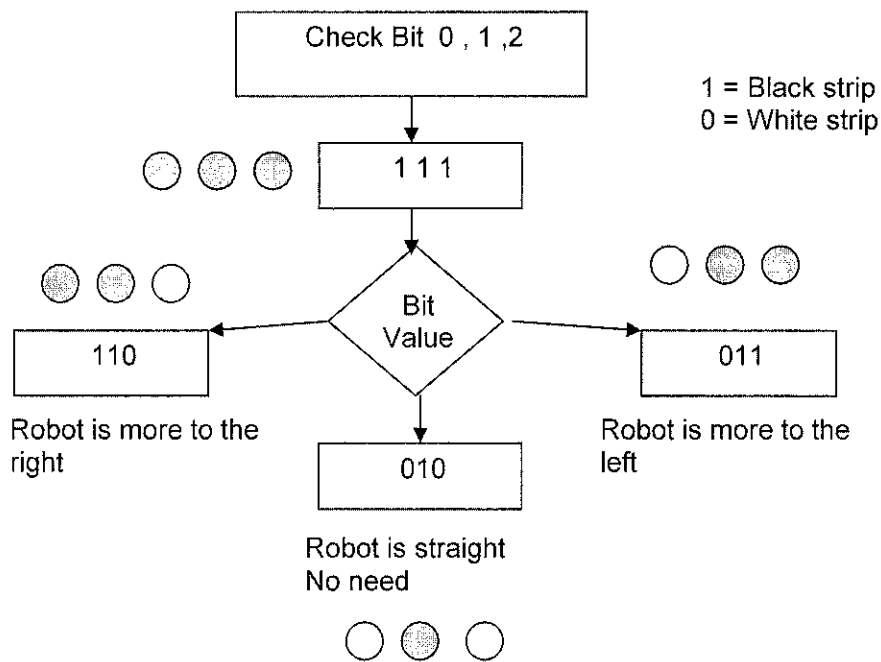 Check Bit 0 , 1 ,2
1 = Black strip
0 = White strip
1 1 1
Bit
Value
110
011
Robot is more to the
right
Robot is more to the
left
010
Robot is straight
No need